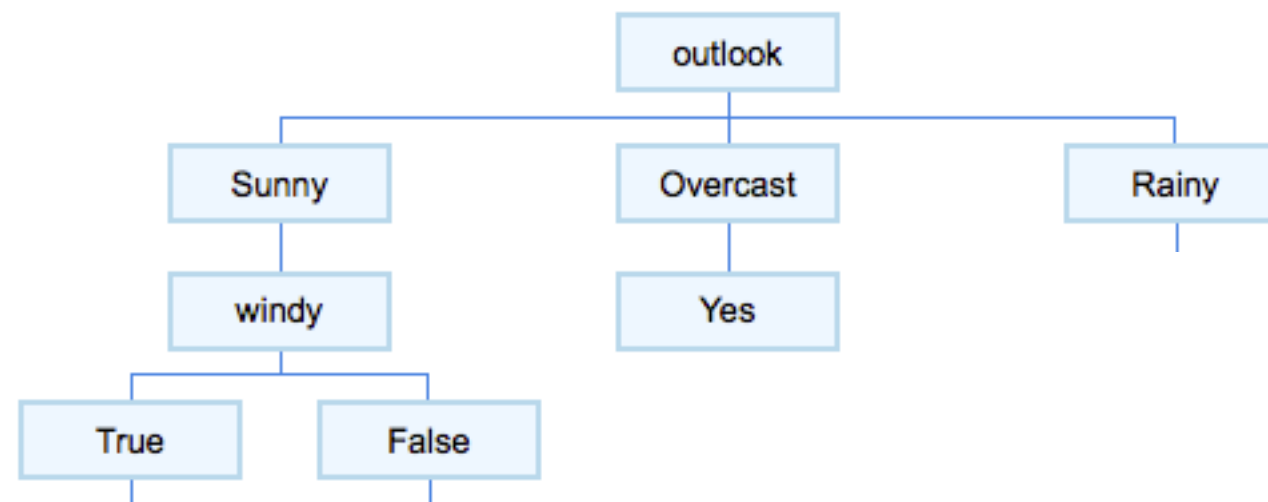 outlook
Sunny
Overcast
Rainy
windy
Yes
True
False